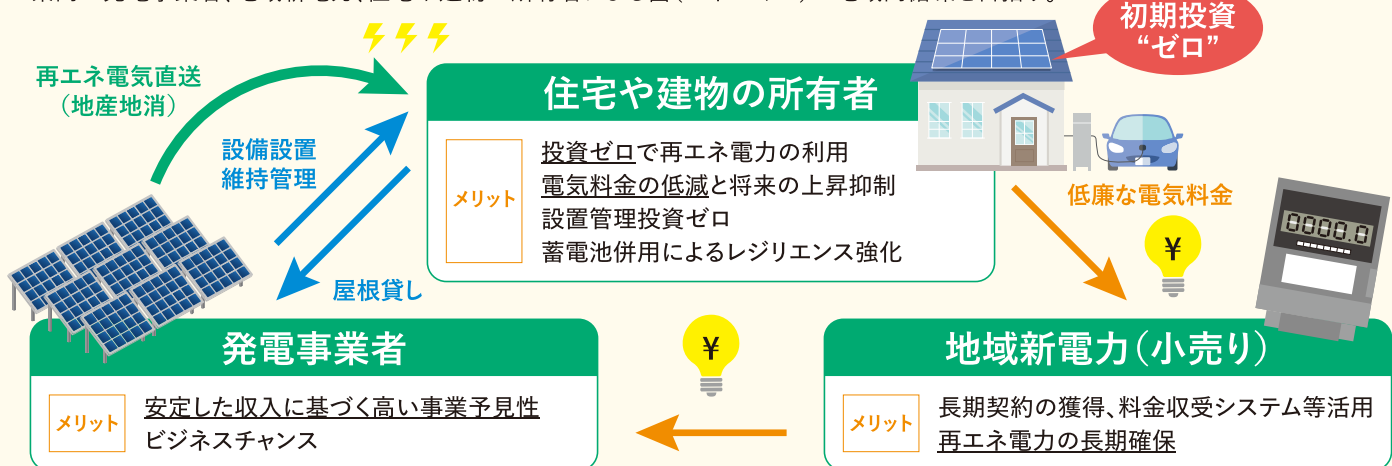 初期投資
“ゼロ”
再エネ電気直送
(地産地消)
住宅や建物の所有者
設備設置
維持管理
メリット
投資ゼロで再エネ電力の利用
電気料金の低減と将来の上昇抑制
設置管理投資ゼロ
蓄電池併用によるレジリエンス強化
低廉な電気料金
¥
0000.0
屋根貸し
発電事業者
メリット
安定した収入に基づく高い事業予見性
ビジネスチャンス
¥
地域新電力(小売り)
メリット
長期契約の獲得、料金収受システム等活用
再エネ電力の長期確保